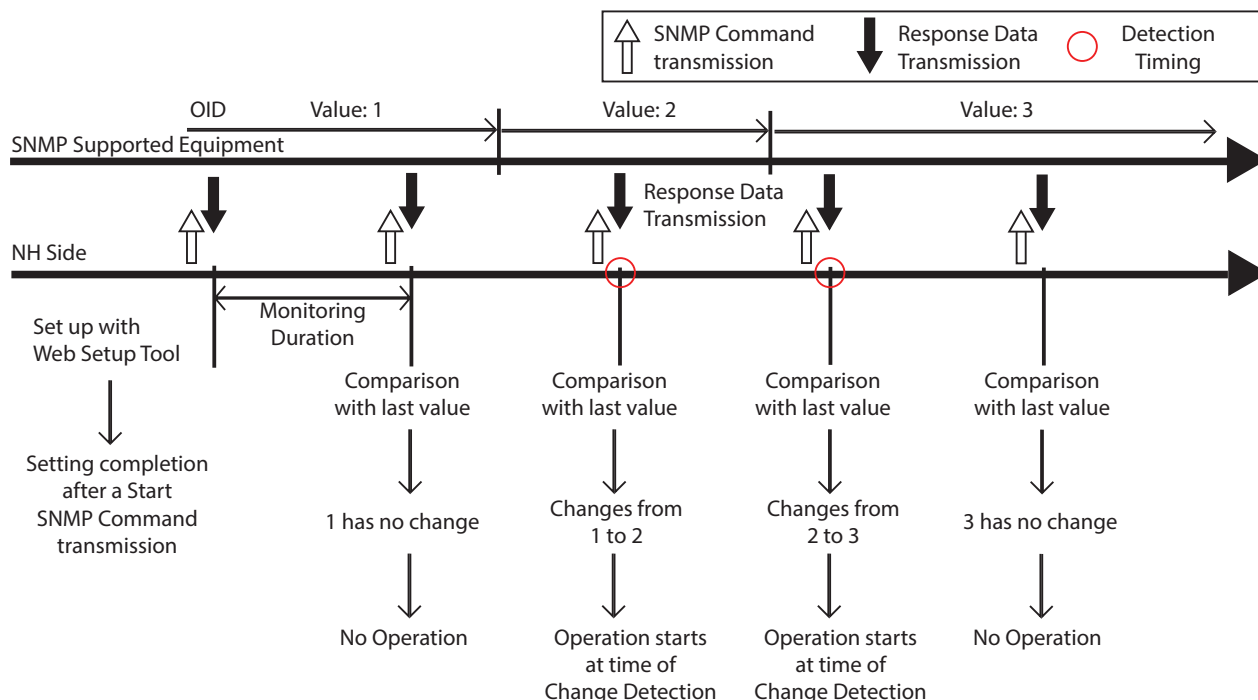 SNMP Command
transmission
Response Data
Transmission
Detection
Timing
OID
Value: 1
Value: 2
Value: 3
SNMP Supported Equipment
Response Data
Transmission
NH Side
Monitoring
Duration
Set up with
Web Setup Tool
Setting completion
after a Start
SNMP Command
transmission
Comparison
with last value
1 has no change
No Operation
Comparison
with last value
Changes from
1 to 2
Operation starts
at time of
Change Detection
Comparison
with last value
Changes from
2 to 3
Operation starts
at time of
Change Detection
Comparison
with last value
3 has no change
No Operation